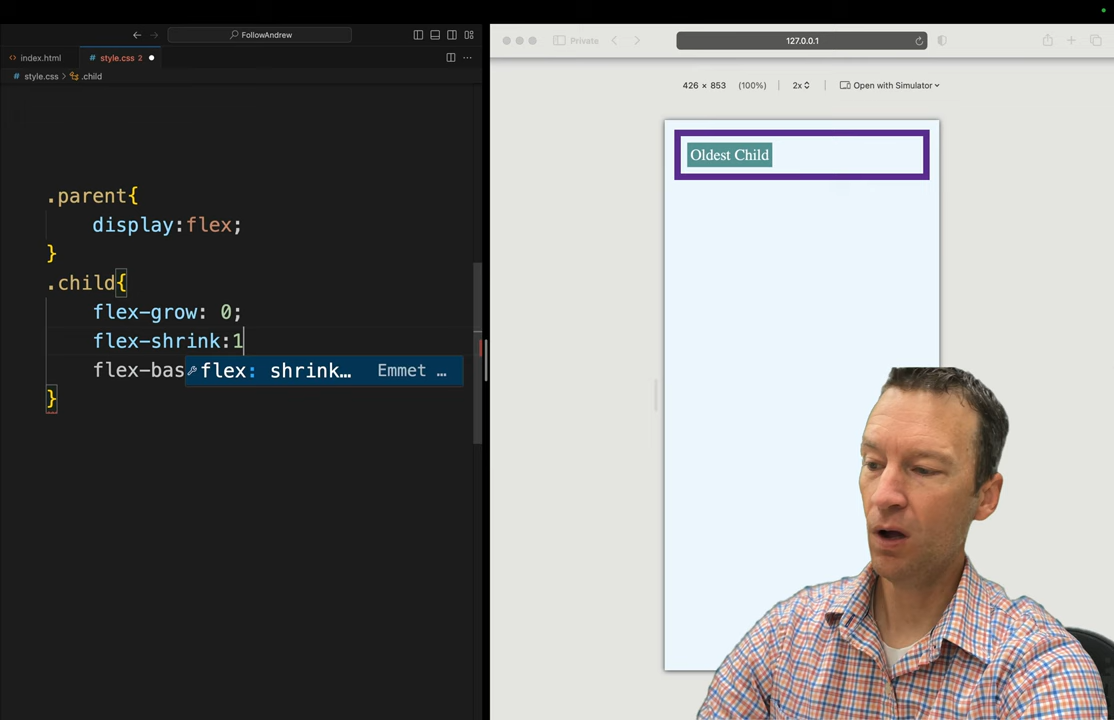 FollowAndrew
index.html
# style.css 2
# style.css > .child
.parent{
display:flex;
}
.child{
flex-grow: 0;
flex-shrink:1
flex-bas
flex: shrink… Emmet …
}
Private
127.0.0.1
426 × 853 (100%) 2x Open with Simulator
Oldest Child